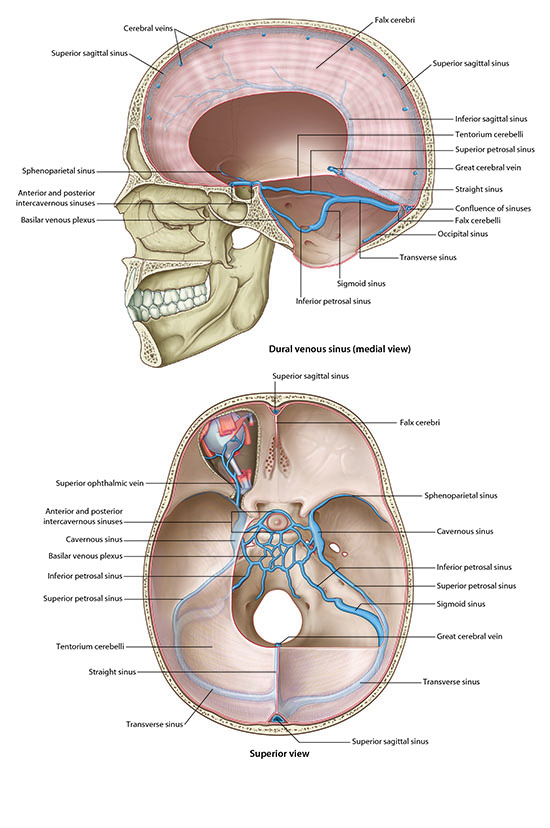 Falx cerebri
Cerebral veins
Superior sagittal sinus
Superior sagittal sinus
Inferior sagittal sinus
Tentorium cerebelli
Superior petrosal sinus
Sphenoparietal sinus
Great cerebral vein
Straight sinus
Anterior and posterior
intercavernous sinuses
Confluence of sinuses
Basilar venous plexus
Falx cerebelli
Occipital sinus
Transverse sinus
Sigmoid sinus
Inferior petrosal sinus
Dural venous sinus (medial view)
Superior sagittal sinus
Falx cerebri
Superior ophthalmic vein
Sphenoparietal sinus
Anterior and posterior
intercavernous sinuses
Cavernous sinus
Cavernous sinus
Basilar venous plexus
Inferior petrosal sinus
Inferior petrosal sinus
Superior petrosal sinus
Superior petrosal sinus
Sigmoid sinus
Great cerebral vein
Tentorium cerebelli
Straight sinus
Transverse sinus
Transverse sinus
Superior sagittal sinus
Superior view